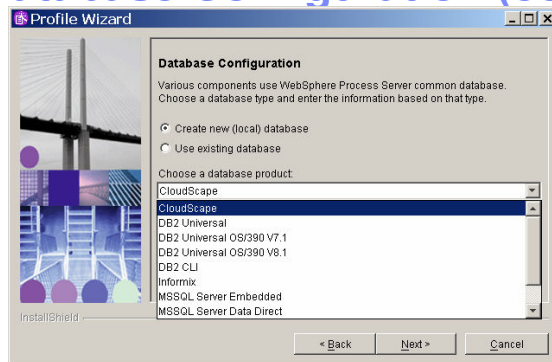 Profile Wizard
Database Configuration
Various components use WebSphere Process Server common database.
Choose a database type and enter the information based on that type.
Create new (local) database
Use existing database
Choose a database product:
CloudScape
CloudScape
DB2 Universal
DB2 Universal OS/390 V7.1
DB2 Universal OS/390 V8.1
DB2 CLI
Informix
MSSQL Server Embedded
MSSQL Server Data Direct
InstallShield
< Back
Next >
Cancel